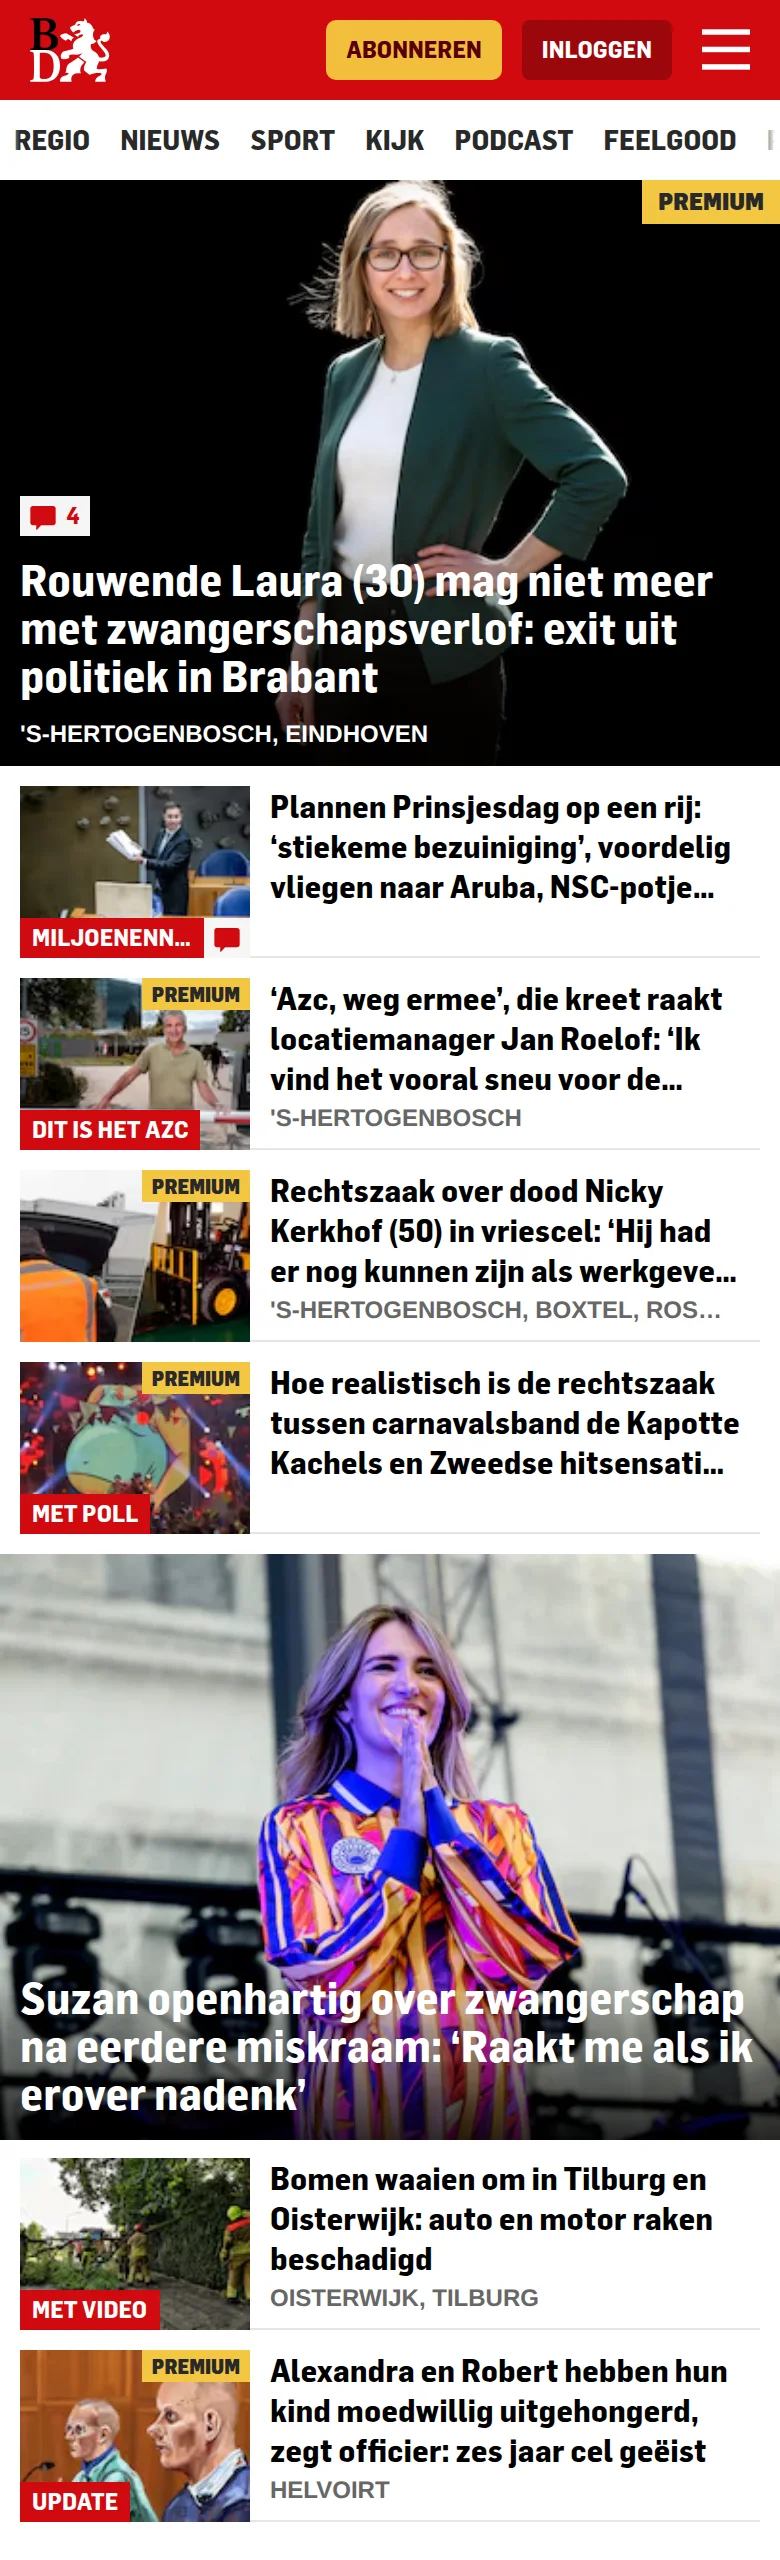 BD
ABONNEREN
INLOGGEN
REGIO NIEUWS SPORT KIJK PODCAST FEELGOOD
PREMIUM
4
Rouwende Laura (30) mag niet meer
met zwangerschapsverlof: exit uit
politiek in Brabant
'S-HERTOGENBOSCH, EINDHOVEN
Plannen Prinsjesdag op een rij:
‘stiekeme bezuiniging’, voordelig
vliegen naar Aruba, NSC-potje...
MILJOENENN...
PREMIUM
‘Azc, weg ermee’, die kreet raakt
locatiemanager Jan Roelof: ‘Ik
vind het vooral sneu voor de...
'S-HERTOGENBOSCH
DIT IS HET AZC
PREMIUM
Rechtszaak over dood Nicky
Kerkhof (50) in vriescel: ‘Hij had
er nog kunnen zijn als werkgeve...
'S-HERTOGENBOSCH, BOXTEL, ROS...
PREMIUM
Hoe realistisch is de rechtszaak
tussen carnavalsband de Kapotte
Kachels en Zweedse hitsensati...
MET POLL
Suzan openhartig over zwangerschap
na eerdere miskraam: ‘Raakt me als ik
erover nadenk’
Bomen waaien om in Tilburg en
Oisterwijk: auto en motor raken
beschadigd
OISTERWIJK, TILBURG
MET VIDEO
PREMIUM
Alexandra en Robert hebben hun
kind moedwillig uitgehongerd,
zegt officier: zes jaar cel geëist
HELVOIRT
UPDATE